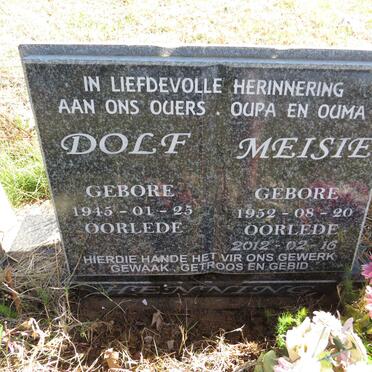 IN LIEFDEVOLLE HERINNERING
AAN ONS OUERS . OUPA EN OUMA
DOLF MEISIE
GEBORE GEBORE
1945 - 01 - 25 1952 - 08 - 20
OORLEDE OORLEDE
2012 - 02 - 16
HIERDIE HANDE HET VIR ONS GEWERK
GEWAAK . GETROOS EN GEBID